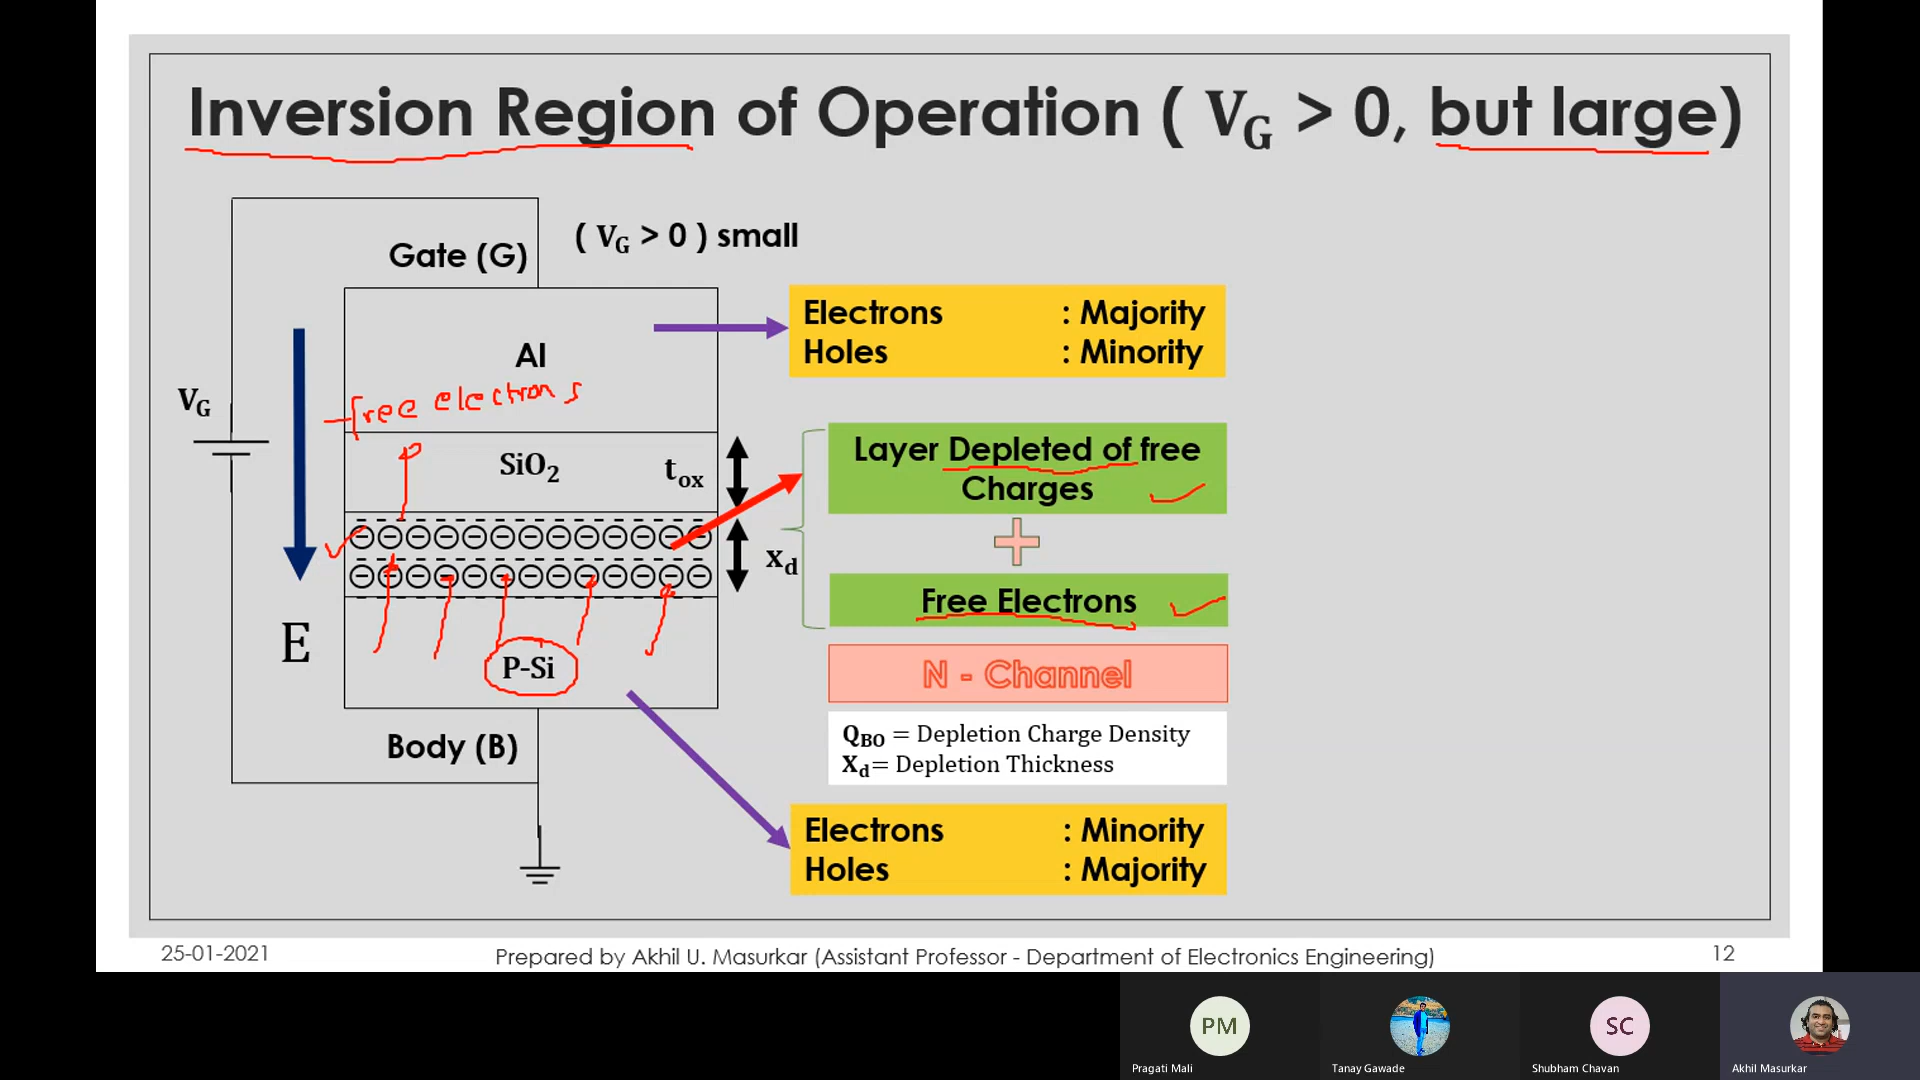 Inversion Region of Operation ( VG > 0, but large)
( VG > 0 ) small
Gate (G)
Electrons : Majority
Holes : Minority
Al
VG
free electrons
SiO2
tox
Layer Depleted of free
Charges
xd
Free Electrons
E
P-Si
N - Channel
QBO = Depletion Charge Density
Xd= Depletion Thickness
Body (B)
Electrons : Minority
Holes : Majority
25-01-2021
Prepared by Akhil U. Masurkar (Assistant Professor - Department of Electronics Engineering)
12
PM
SC
Pragati Mali
Tanay Gawade
Shubham Chavan
Akhil Masurkar